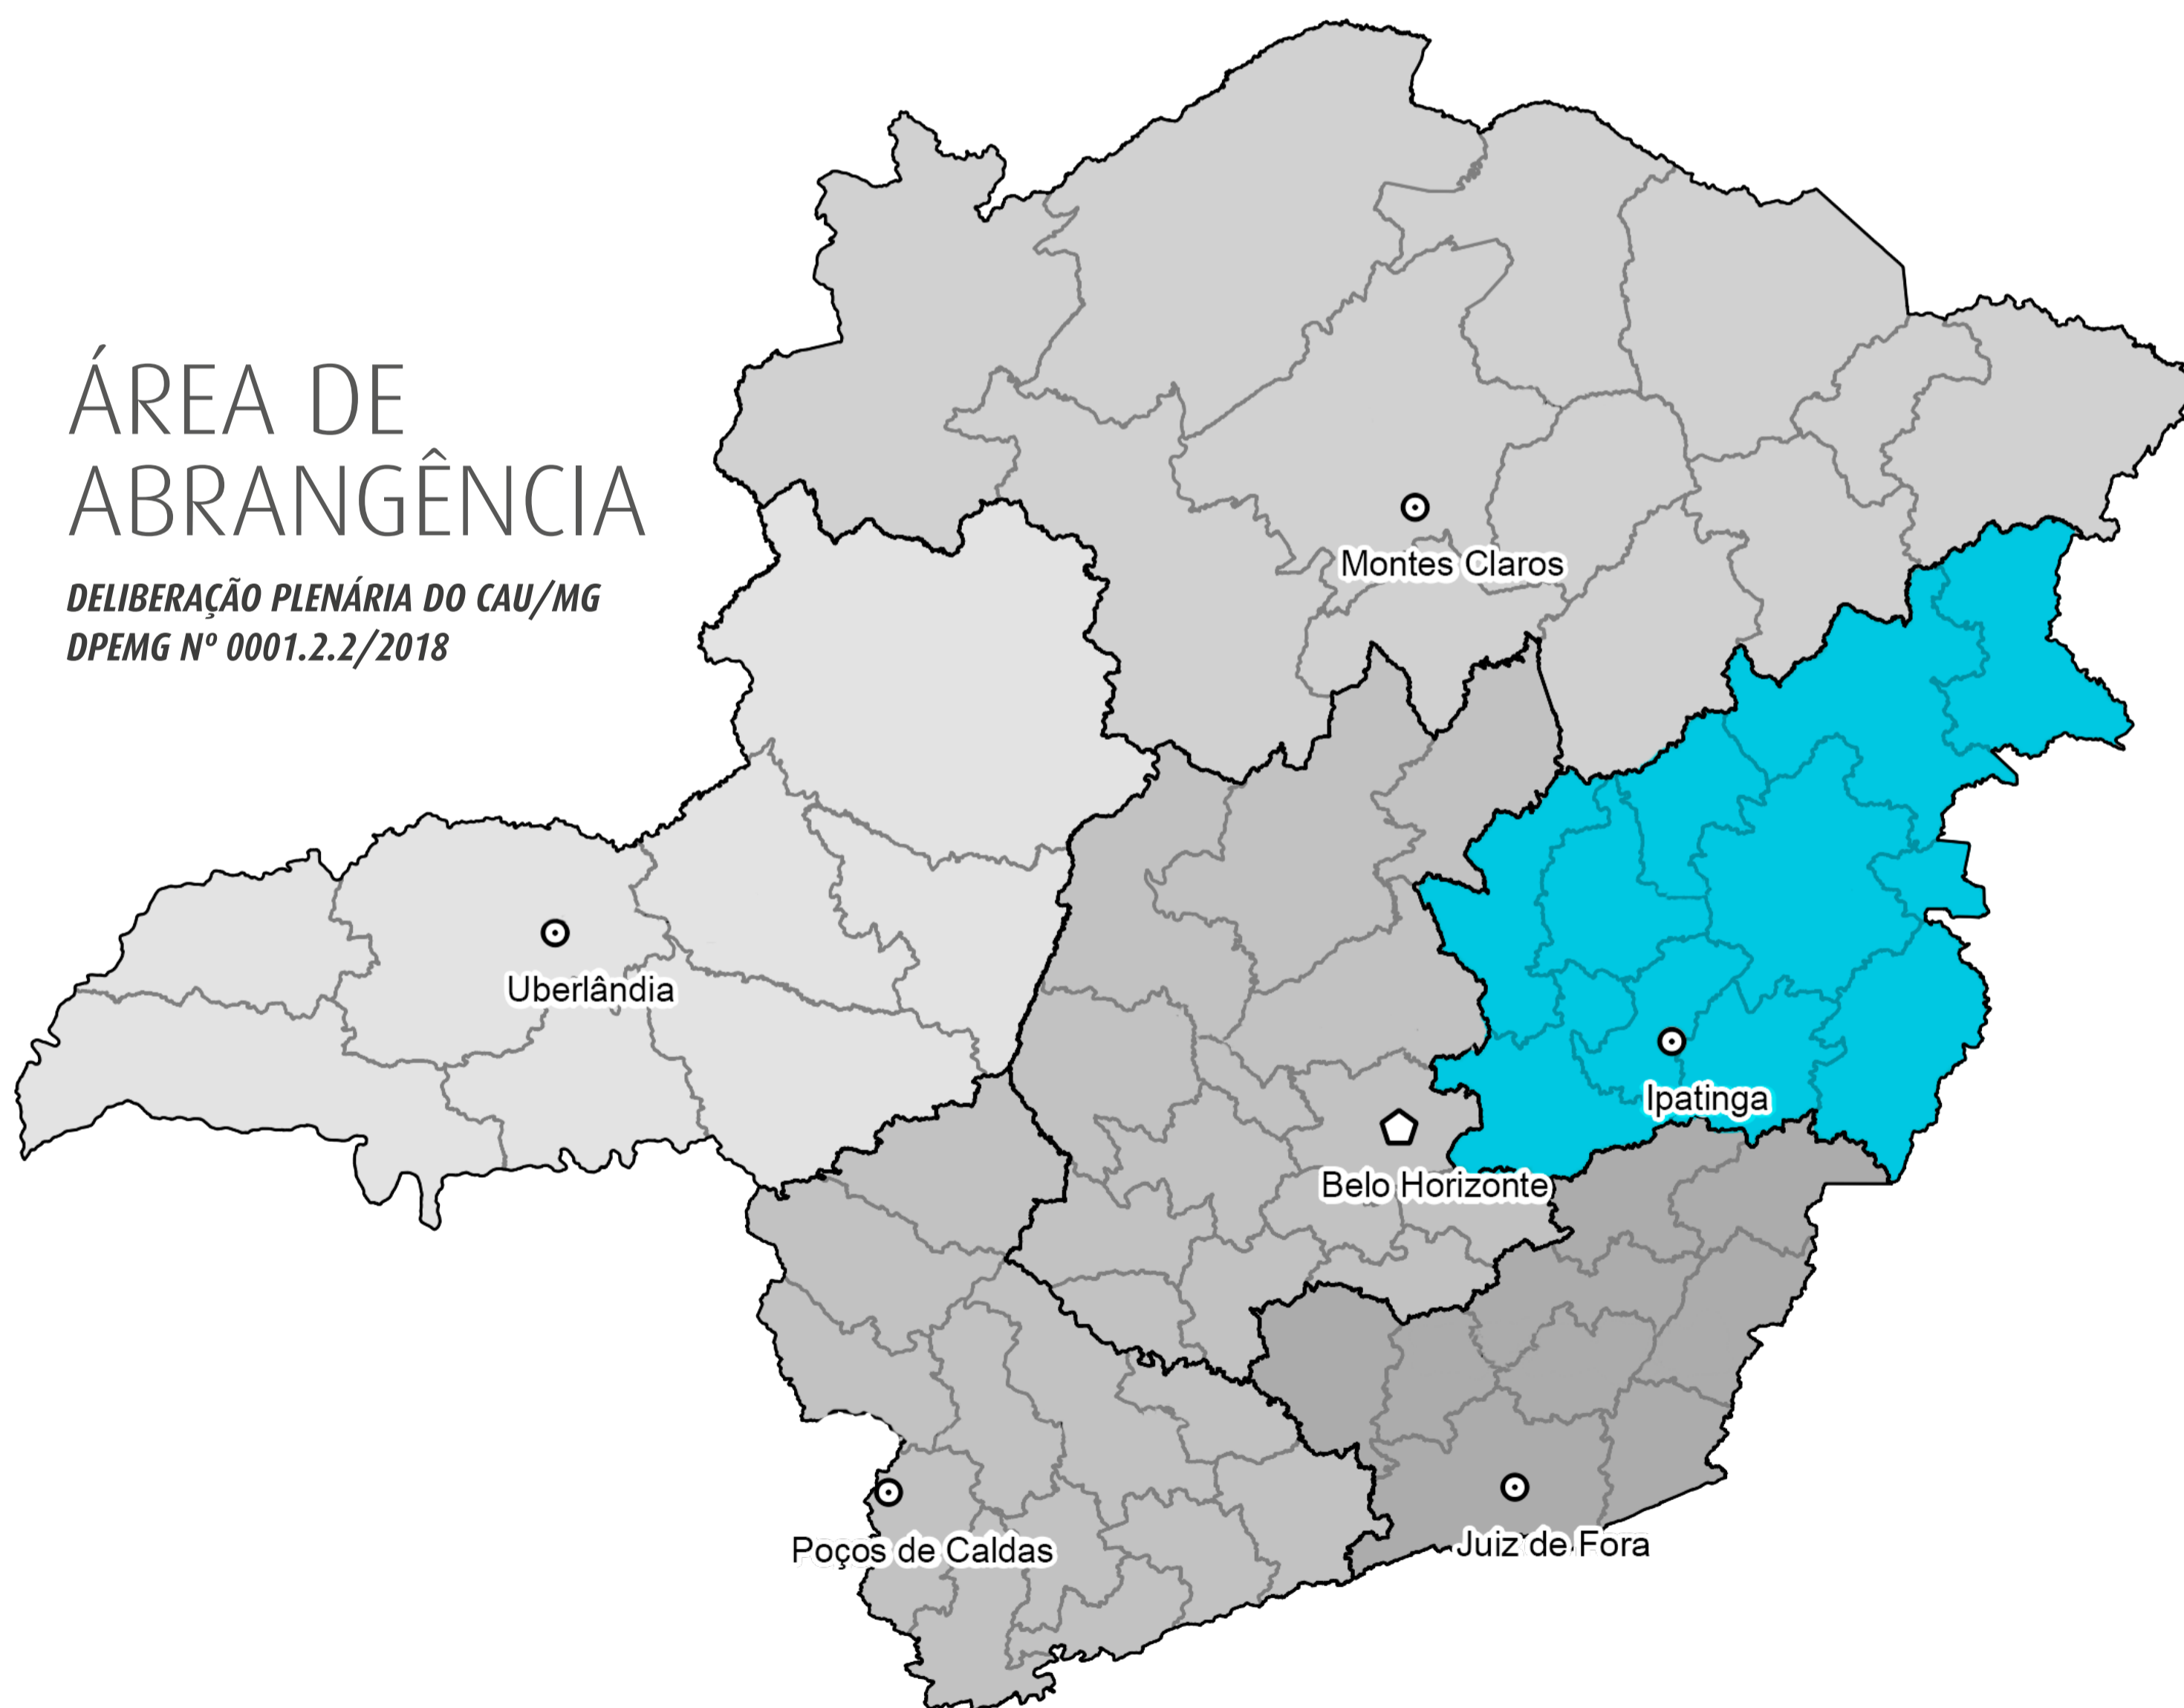 ÁREA DE
ABRANGÊNCIA
DELIBERAÇÃO PLENÁRIA DO CAU/MG
DPEMG Nº 0001.2.2/2018
Montes Claros
Uberlândia
Ipatinga
Belo Horizonte
Poços de Caldas
Juiz de Fora